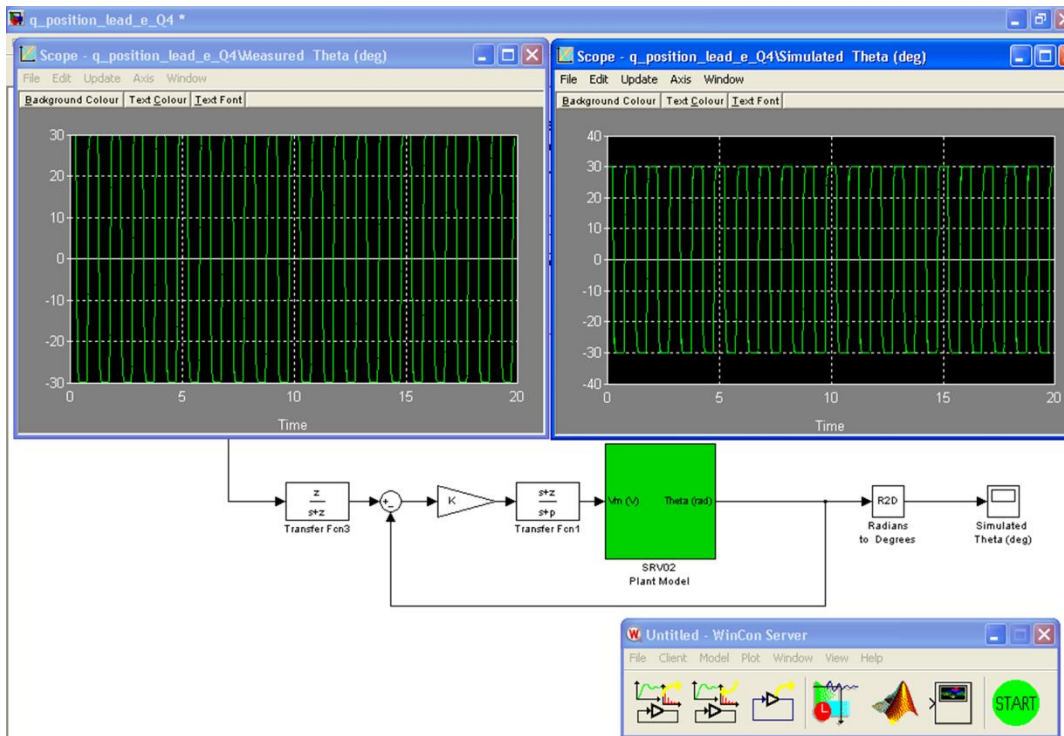 q_position_lead_e_Q4 *
Scope - q_position_lead_e_Q4\Measured Theta (deg)
File Edit Update Axis Window
Background Colour Text Colour Text Font
30
20
10
0
-10
-20
-30
0 5 10 15 20
Time
Scope - q_position_lead_e_Q4\Simulated Theta (deg)
File Edit Update Axis Window
Background Colour Text Colour Text Font
40
30
20
10
0
-10
-20
-30
-40
0 5 10 15 20
Time
z
s+z
Transfer Fcn3
+
-
K
s+z
s+p
Transfer Fcn1
Vm (V) Theta (rad)
SRV02
Plant Model
R2D
Radians
to Degrees
Simulated
Theta (deg)
W Untitled - WinCon Server
File Client Model Plot Window View Help
START